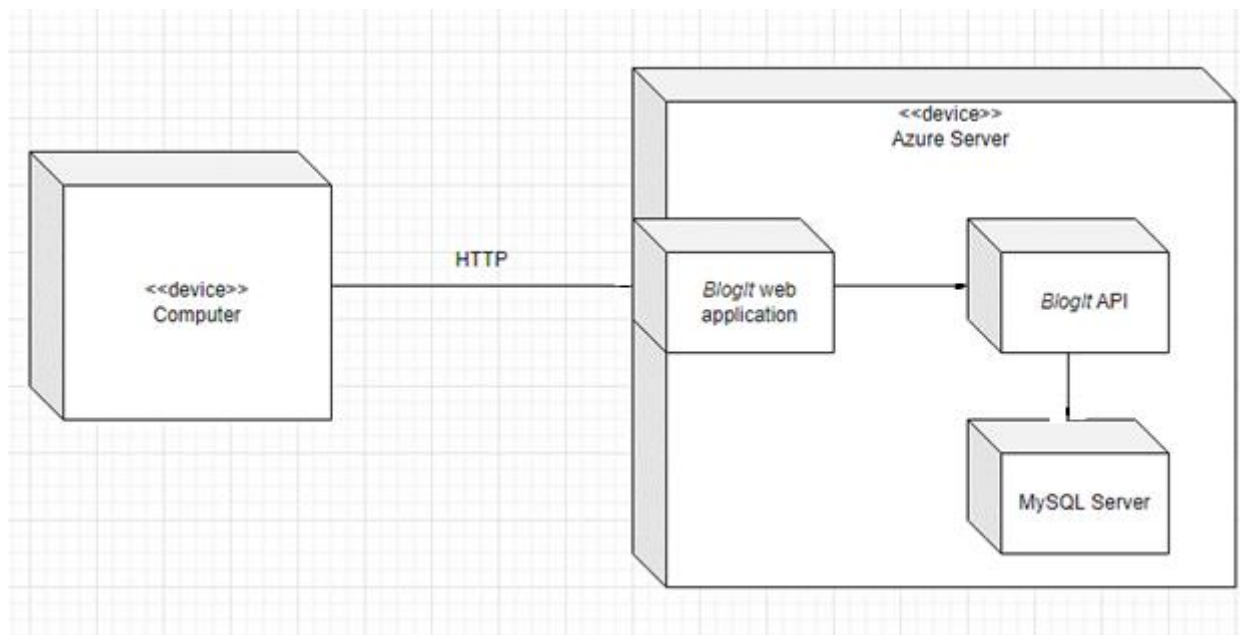 <<device>>
Azure Server
HTTP
<<device>>
Computer
BlogIt web
application
BlogIt API
MySQL Server